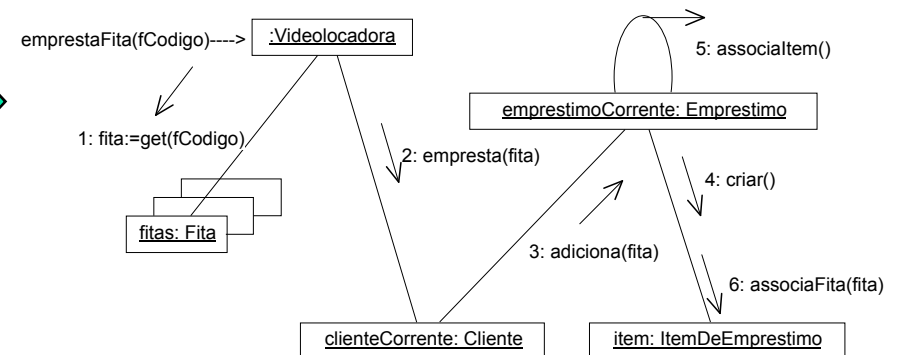 emprestaFita(fCodigo)---->
:Videolocadora
5: associaItem()
emprestimoCorrente: Emprestimo
1: fita:=get(fCodigo)
2: empresta(fita)
4: criar()
fitas: Fita
3: adiciona(fita)
6: associaFita(fita)
clienteCorrente: Cliente
item: ItemDeEmprestimo